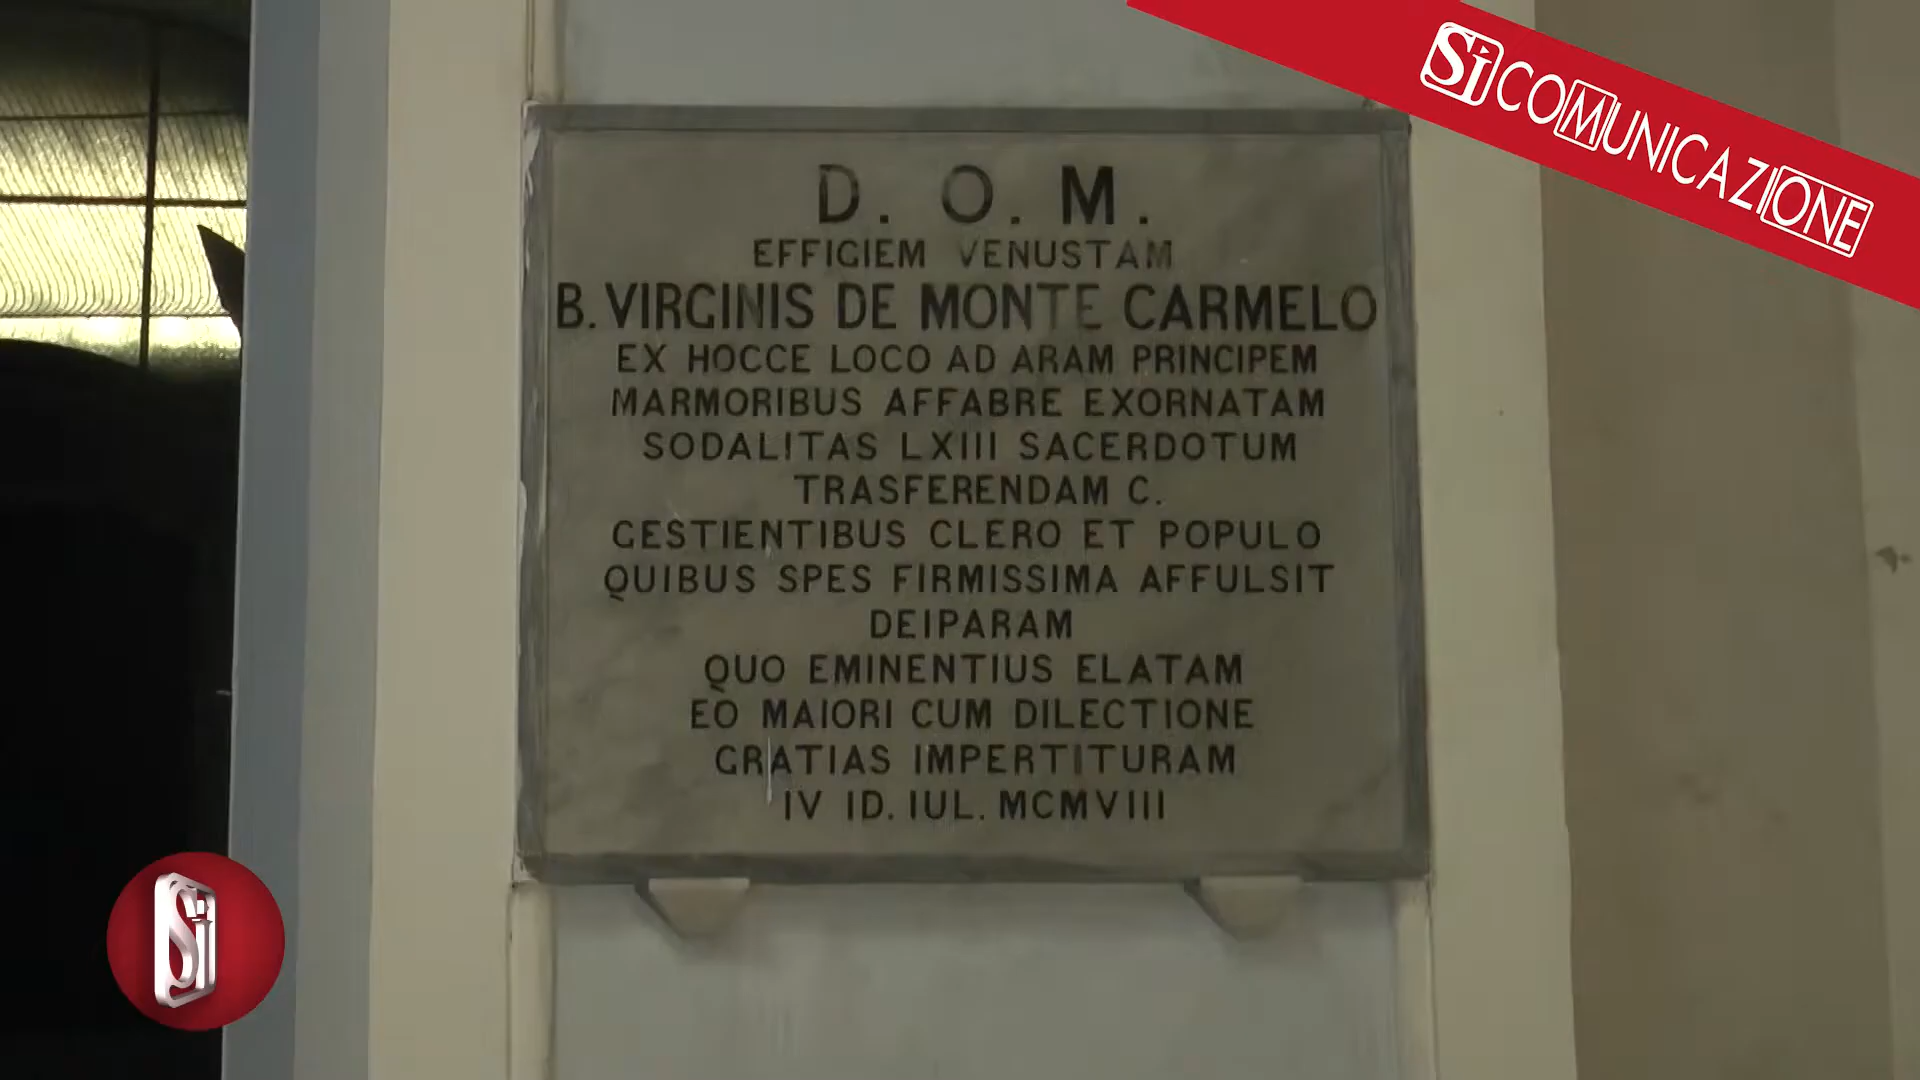 SiCOMUNICAZIONE
D. O. M.
EFFIGIEM VENUSTAM
B. VIRGINIS DE MONTE CARMELO
EX HOCCE LOCO AD ARAM PRINCIPEM
MARMORIBUS AFFABRE EXORNATAM
SODALITAS LXIII SACERDOTUM
TRASFERENDAM C.
GESTIENTIBUS CLERO ET POPULO
QUIBUS SPES FIRMISSIMA AFFULSIT
DEIPARAM
QUO EMINENTIUS ELATAM
EO MAIORI CUM DILECTIONE
GRATIAS IMPERTITURAM
IV ID. IUL. MCMVIII
Si